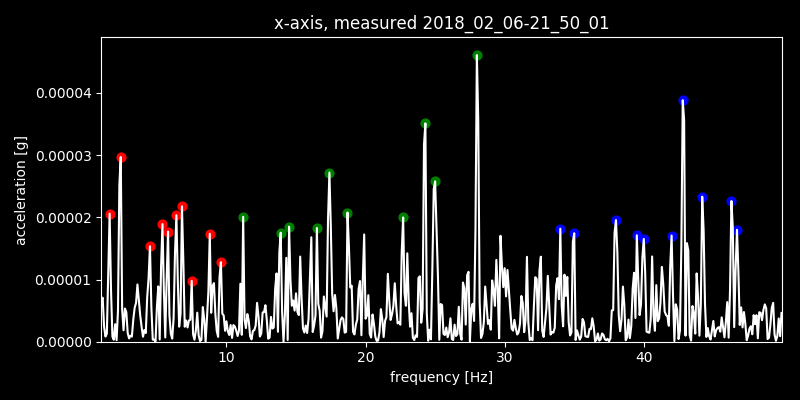 x-axis, measured 2018_02_06-21_50_01
acceleration [g]
0.00004
0.00003
0.00002
0.00001
0.00000
10 20 30 40
frequency [Hz]